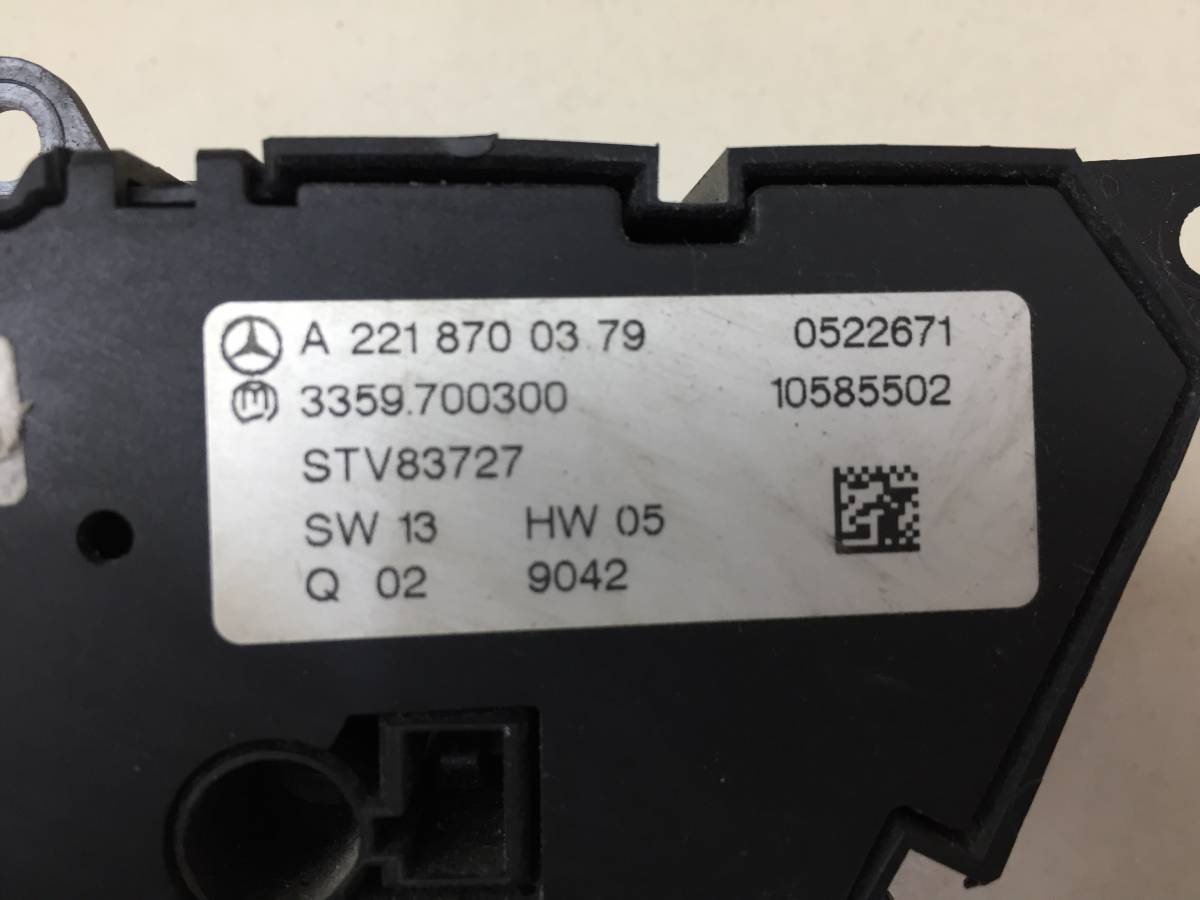 A 221 870 03 79 0522671
3359.700300 10585502
STV83727
SW 13 HW 05
Q 02 9042